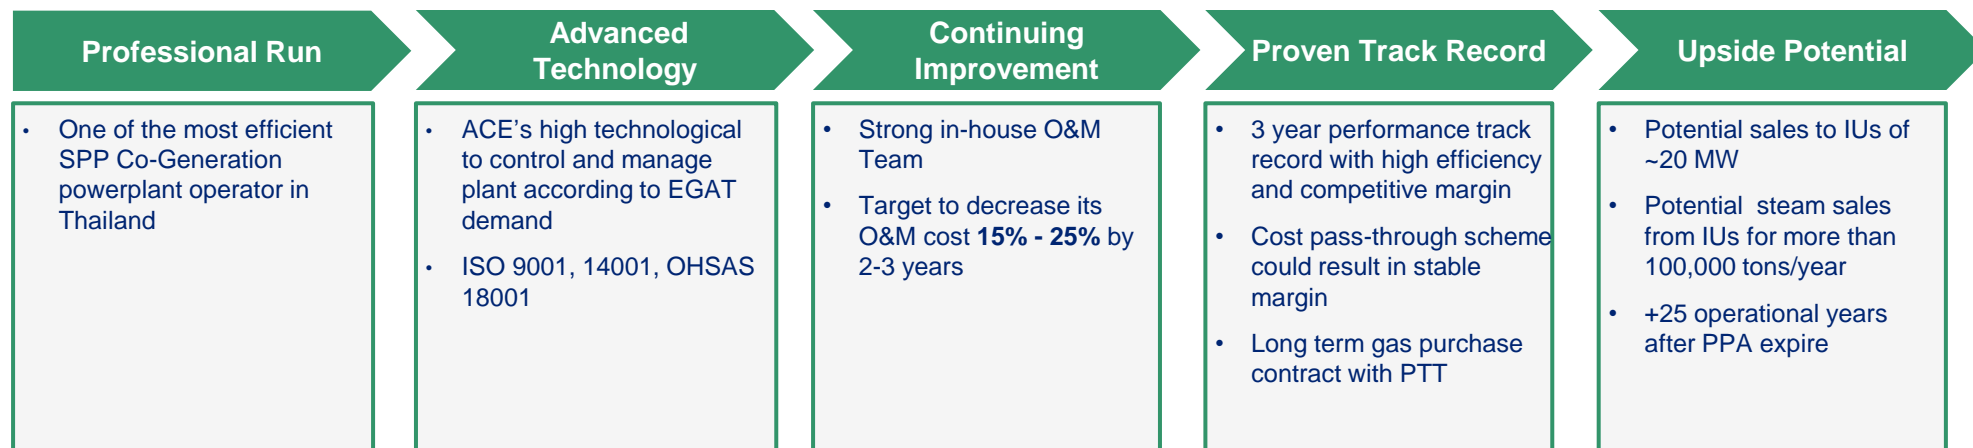 Professional Run
• One of the most efficient
SPP Co-Generation
powerplant operator in
Thailand
Advanced
Technology
• ACE's high technological
to control and manage
plant according to EGAT
demand
• ISO 9001, 14001, OHSAS
18001
Continuing
Improvement
• Strong in-house O&M
Team
• Target to decrease its
O&M cost 15% - 25% by
2-3 years
Proven Track Record
• 3 year performance track
record with high efficiency
and competitive margin
• Cost pass-through scheme
could result in stable
margin
• Long term gas purchase
contract with PTT
Upside Potential
• Potential sales to IUs of
~20 MW
• Potential  steam sales
from IUs for more than
100,000 tons/year
• +25 operational years
after PPA expire